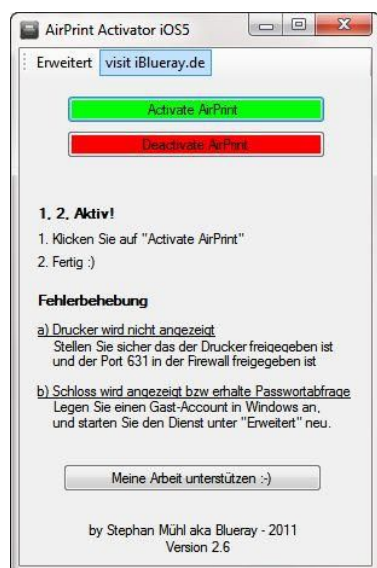 AirPrint Activator iOS5
Erweitert visit iBlueray.de
Activate AirPrint
Deactivate AirPrint
1, 2, Aktiv!
1. Klicken Sie auf "Activate AirPrint"
2. Fertig :)
Fehlerbehebung
a) Drucker wird nicht angezeigt
Stellen Sie sicher das der Drucker freigegeben ist
und der Port 631 in der Firewall freigegeben ist
b) Schloss wird angezeigt bzw erhalte Passwortabfrage
Legen Sie einen Gast-Account in Windows an,
und starten Sie den Dienst unter "Erweitert" neu.
Meine Arbeit unterstützen :-)
by Stephan Mühl aka Blueray - 2011
Version 2.6